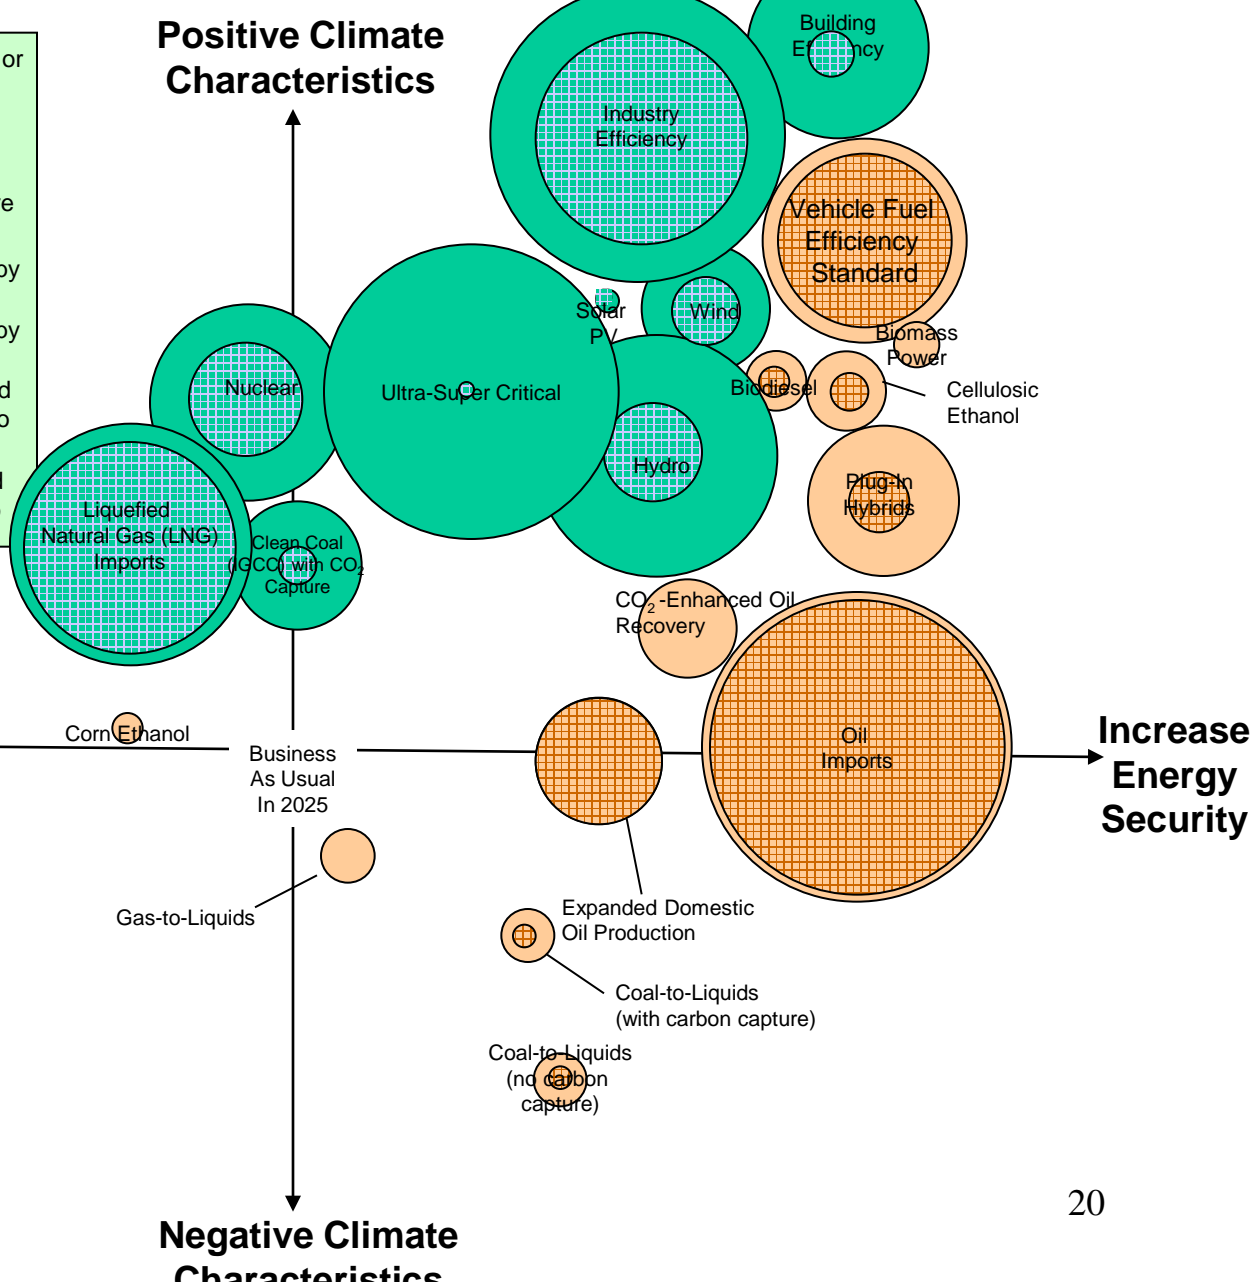 Positive Climate
Characteristics
or
Building
Efficiency
Industry
Efficiency
Vehicle Fuel
Efficiency
Standard
Solar
PV
Wind
Biomass
Power
Nuclear
Ultra-Super Critical
Biodiesel
Cellulosic
Ethanol
Hydro
Plug-In
Hybrids
Liquefied
Natural Gas (LNG)
Imports
Clean Coal
(IGCC) with CO2
Capture
CO2 -Enhanced Oil
Recovery
Corn Ethanol
Business
As Usual
In 2025
Oil
Imports
Increase
Energy
Security
Gas-to-Liquids
Expanded Domestic
Oil Production
Coal-to-Liquids
(with carbon capture)
Coal-to-Liquids
(no carbon
capture)
20
Negative Climate
Characteristics